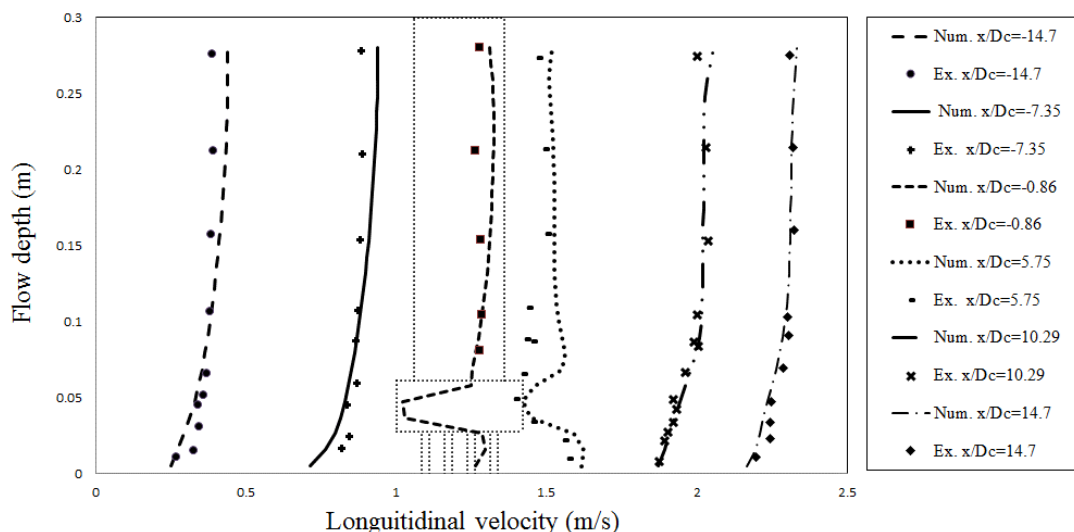 0.3
0.25
0.2
0.15
0.1
0.05
0
Flow depth (m)
0
0.5
1
1.5
2
2.5
Longuitidinal velocity (m/s)
Num. x/Dc=-14.7
Ex. x/Dc=-14.7
Num. x/Dc=-7.35
Ex. x/Dc=-7.35
Num. x/Dc=-0.86
Ex. x/Dc=-0.86
Num. x/Dc=5.75
Ex. x/Dc=5.75
Num. x/Dc=10.29
Ex. x/Dc=10.29
Num. x/Dc=14.7
Ex. x/Dc=14.7